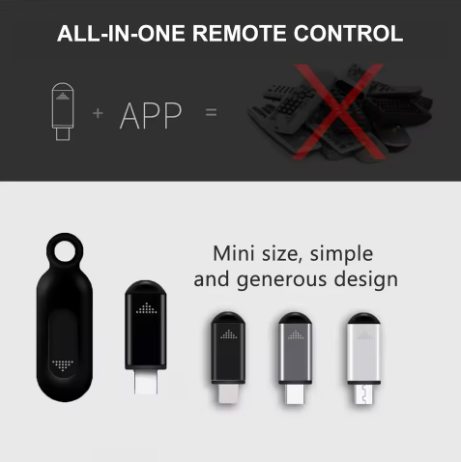 ALL-IN-ONE REMOTE CONTROL
+ APP =
Mini size, simple
and generous design